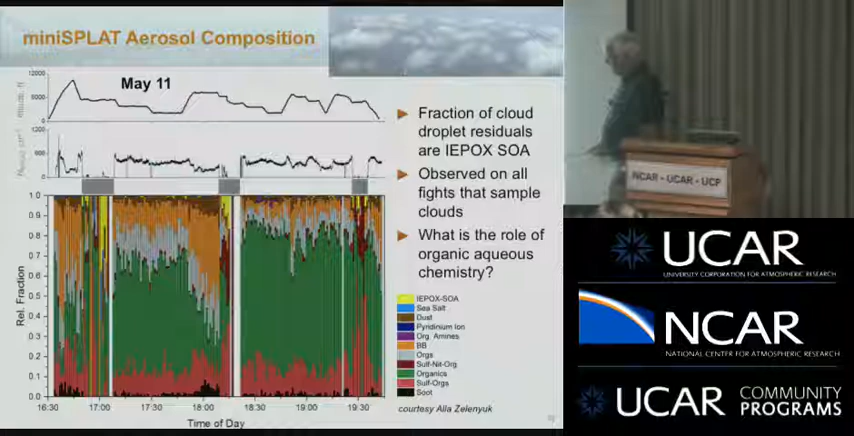 miniSPLAT Aerosol Composition
May 11
12000
6000
0
1200
600
0
Fraction of cloud
droplet residuals
are IEPOX SOA
Observed on all
fights that sample
clouds
What is the role of
organic aqueous
chemistry?
Rel. Fraction
1.0
0.9
0.8
0.7
0.6
0.5
0.4
0.3
0.2
0.1
0.0
16:30
17:00
17:30
18:00
18:30
19:00
19:30
Time of Day
IEPOX-SOA
Sea Salt
Dust
Pyridinium Ion
Org. Amines
BB
Orgs
Sulf-Nit-Org
Organics
Sulf-Orgs
Soot
courtesy Alla Zelenyuk
NCAR - UCAR - UCP
UCAR
UNIVERSITY CORPORATION FOR ATMOSPHERIC RESEARCH
NCAR
NATIONAL CENTER FOR ATMOSPHERIC RESEARCH
UCAR
COMMUNITY
PROGRAMS